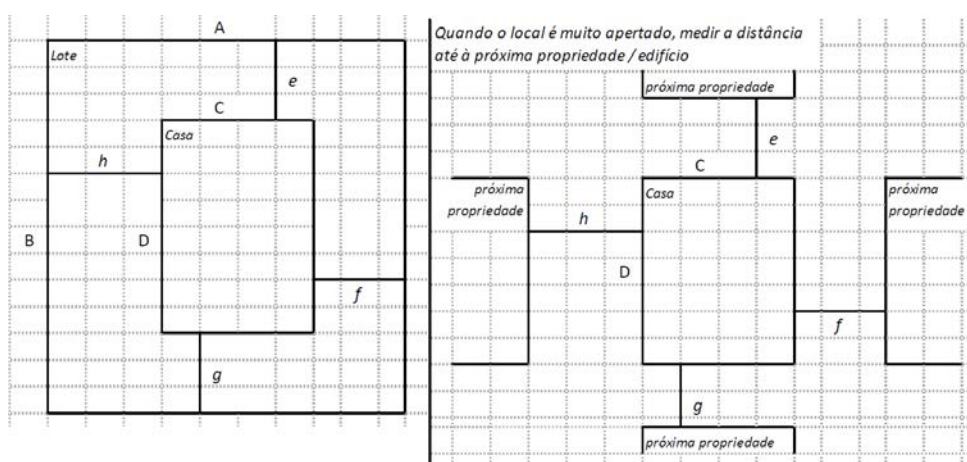 A
Lote
e
C
Casa
h
B
D
f
g
Quando o local é muito apertado, medir a distância
até à próxima propriedade / edifício
próxima propriedade
e
C
próxima
propriedade
Casa
próxima
propriedade
h
D
f
g
próxima propriedade